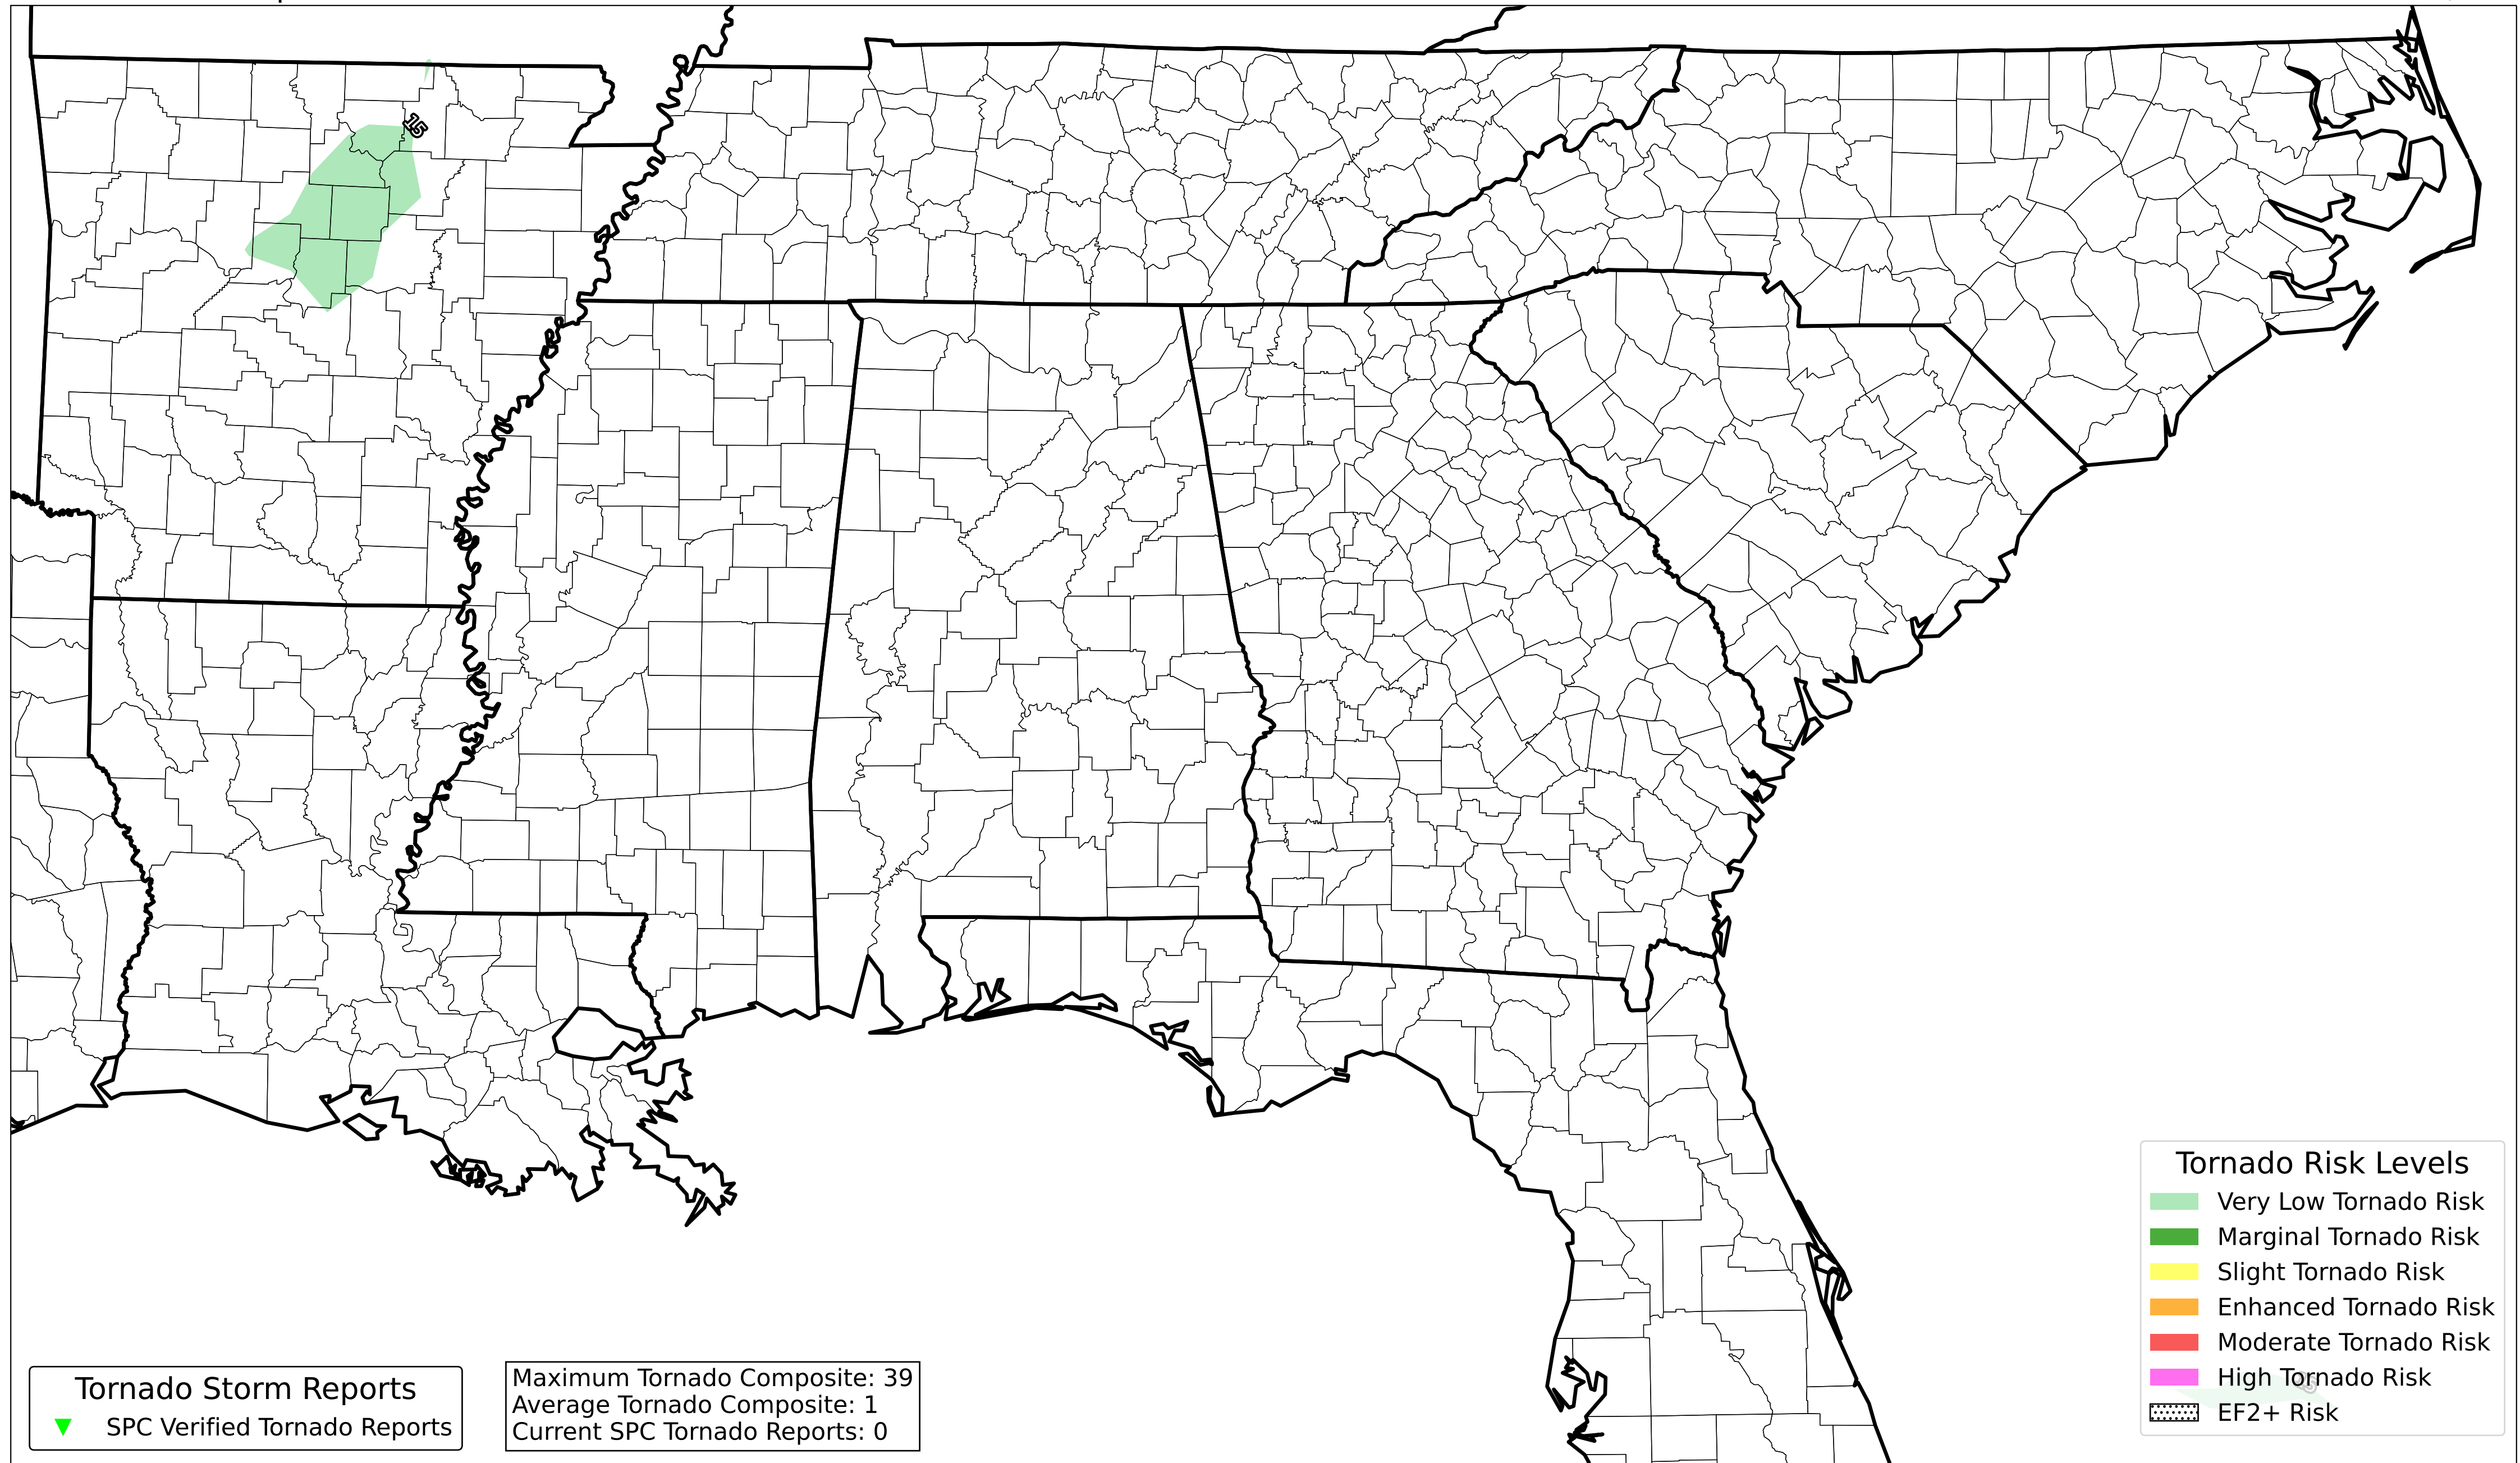 15
Tornado Risk Levels
Very Low Tornado Risk
Marginal Tornado Risk
Slight Tornado Risk
Enhanced Tornado Risk
Moderate Tornado Risk
High Tornado Risk
EF2+ Risk
Tornado Storm Reports
SPC Verified Tornado Reports
Maximum Tornado Composite: 39
Average Tornado Composite: 1
Current SPC Tornado Reports: 0